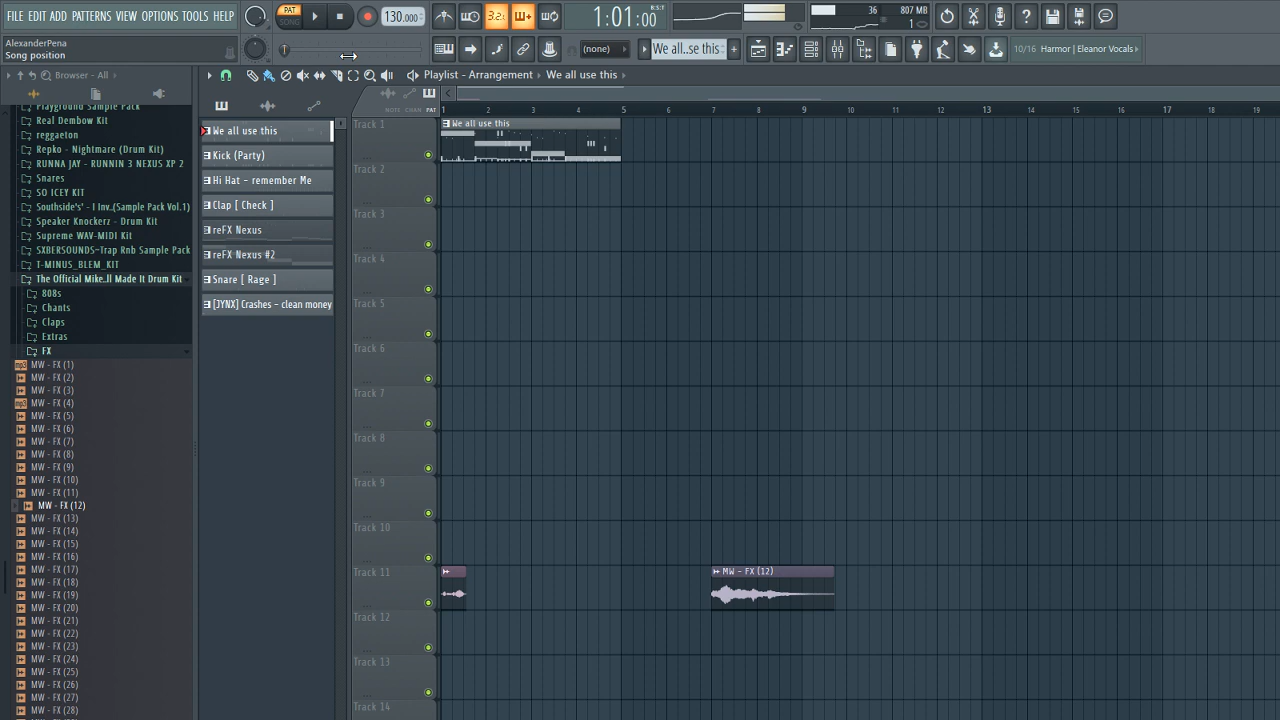 FILE EDIT ADD PATTERNS VIEW OPTIONS TOOLS HELP
PAT
SONG
130.000
3.2.
1:01:00
B:S:T
36
807 MB
1
AlexanderPena
Song position
(none)
We all..se this
10/16 Harmor | Eleanor Vocals
Browser - All
Playlist - Arrangement
We all use this
NOTE CHAN PAT
1 2 3 4 5 6 7 8 9 10 11 12 13 14 15 16 17 18 19
Playground Sample Pack
Real Dembow Kit
reggaeton
Repko - Nightmare (Drum Kit)
RUNNA JAY - RUNNIN 3 NEXUS XP 2
Snares
SO ICEY KIT
Southside's' - I Inv.(Sample Pack Vol.1)
Speaker Knockerz - Drum Kit
Supreme WAV-MIDI Kit
SXBERSOUNDS-Trap Rnb Sample Pack
T-MINUS_BLEM_KIT
The Official Mike..ll Made It Drum Kit
808s
Chants
Claps
Extras
FX
MW - FX (1)
MW - FX (2)
MW - FX (3)
MW - FX (4)
MW - FX (5)
MW - FX (6)
MW - FX (7)
MW - FX (8)
MW - FX (9)
MW - FX (10)
MW - FX (11)
MW - FX (12)
MW - FX (13)
MW - FX (14)
MW - FX (15)
MW - FX (16)
MW - FX (17)
MW - FX (18)
MW - FX (19)
MW - FX (20)
MW - FX (21)
MW - FX (22)
MW - FX (23)
MW - FX (24)
MW - FX (25)
MW - FX (26)
MW - FX (27)
MW - FX (28)
We all use this
Kick (Party)
Hi Hat - remember Me
Clap [ Check ]
reFX Nexus
reFX Nexus #2
Snare [ Rage ]
[JYNX] Crashes - clean money
Track 1
We all use this
Track 2
Track 3
Track 4
Track 5
Track 6
Track 7
Track 8
Track 9
Track 10
Track 11
MW - FX (12)
Track 12
Track 13
Track 14